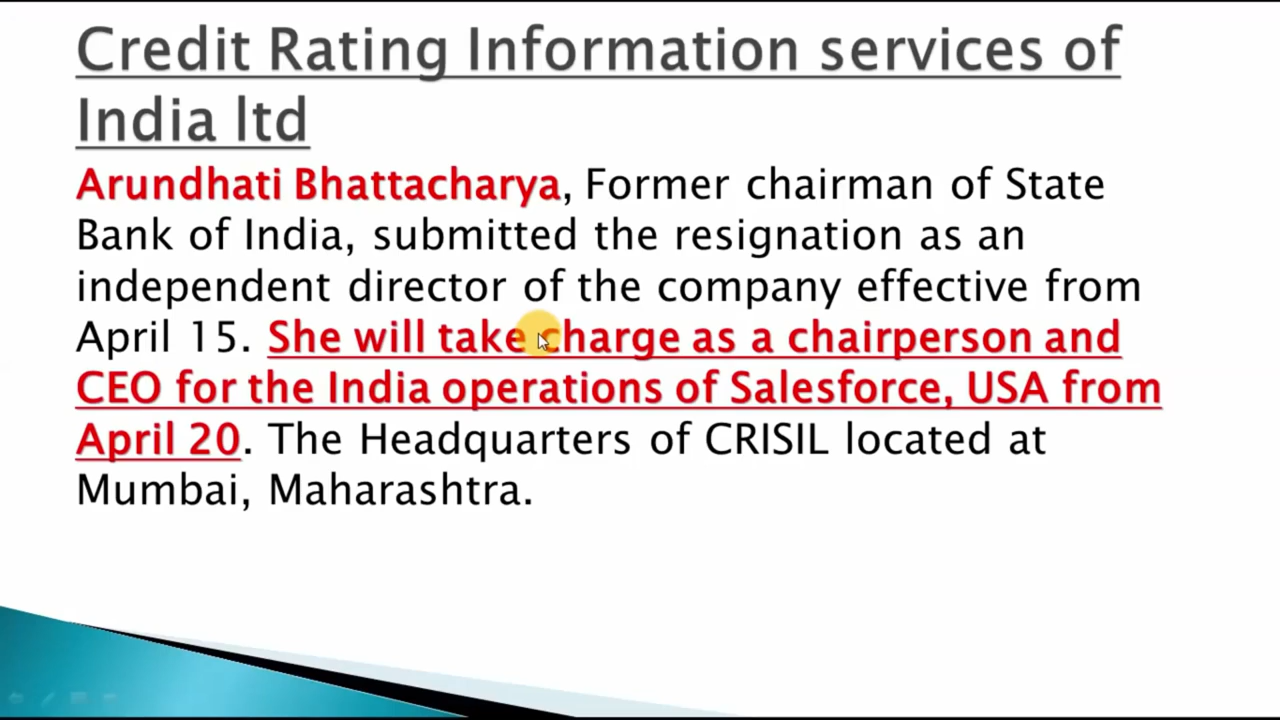 Credit Rating Information services of
India ltd
Arundhati Bhattacharya, Former chairman of State
Bank of India, submitted the resignation as an
independent director of the company effective from
April 15. She will take charge as a chairperson and
CEO for the India operations of Salesforce, USA from
April 20. The Headquarters of CRISIL located at
Mumbai, Maharashtra.